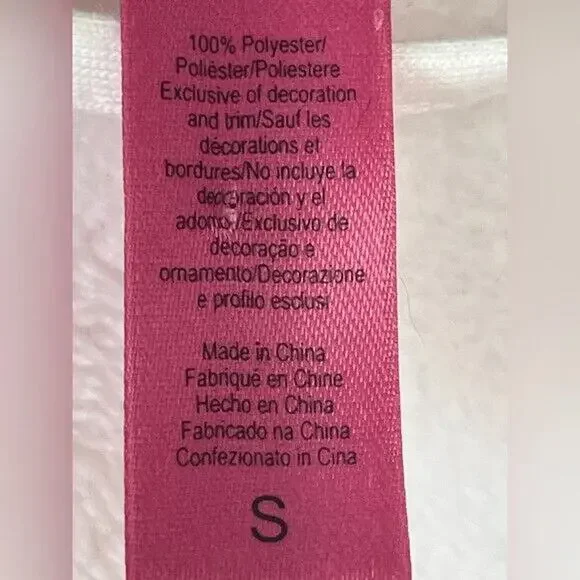 100% Polyester/
Poliéster/Poliestere
Exclusive of decoration
and trim/Sauf les
décorations et
bordures/No incluye la
decoración y el
adorno/Exclusivo de
decoração e
ornamento/Decorazione
e profilo esclusi
Made in China
Fabriqué en Chine
Hecho en China
Fabricado na China
Confezionato in Cina
S